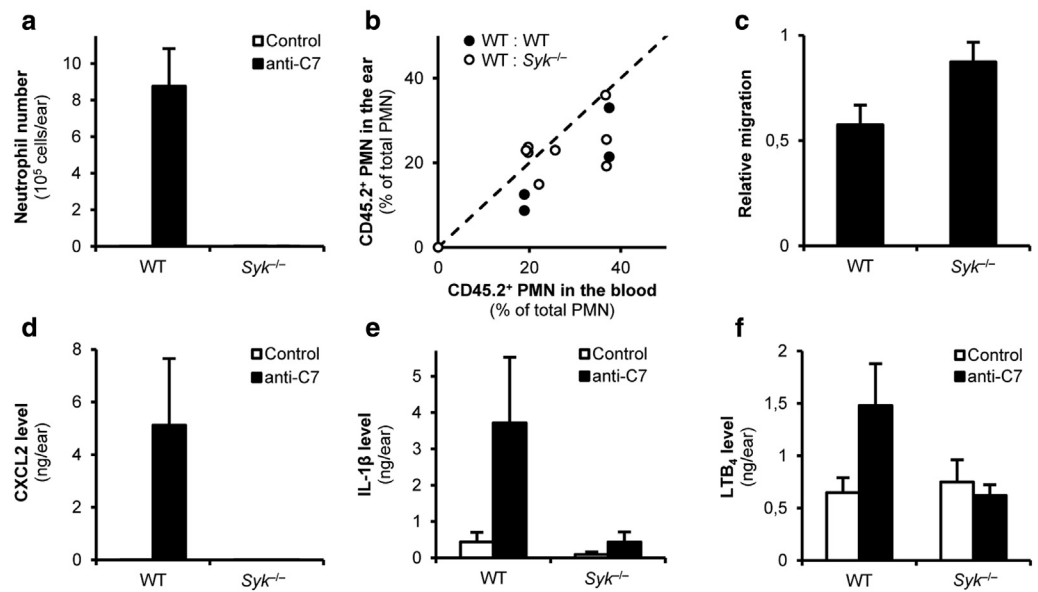 a
Neutrophil number
(10⁵ cells/ear)
10
8
6
4
2
0
Control
anti-C7
WT
Syk⁻/⁻
b
CD45.2⁺ PMN in the ear
(% of total PMN)
40
20
0
WT : WT
WT : Syk⁻/⁻
0 20 40
CD45.2⁺ PMN in the blood
(% of total PMN)
c
Relative migration
1
0,5
0
WT
Syk⁻/⁻
d
CXCL2 level
(ng/ear)
8
6
4
2
0
Control
anti-C7
WT
Syk⁻/⁻
e
IL-1β level
(ng/ear)
5
4
3
2
1
0
Control
anti-C7
WT
Syk⁻/⁻
f
LTB₄ level
(ng/ear)
2
1,5
1
0,5
0
Control
anti-C7
WT
Syk⁻/⁻